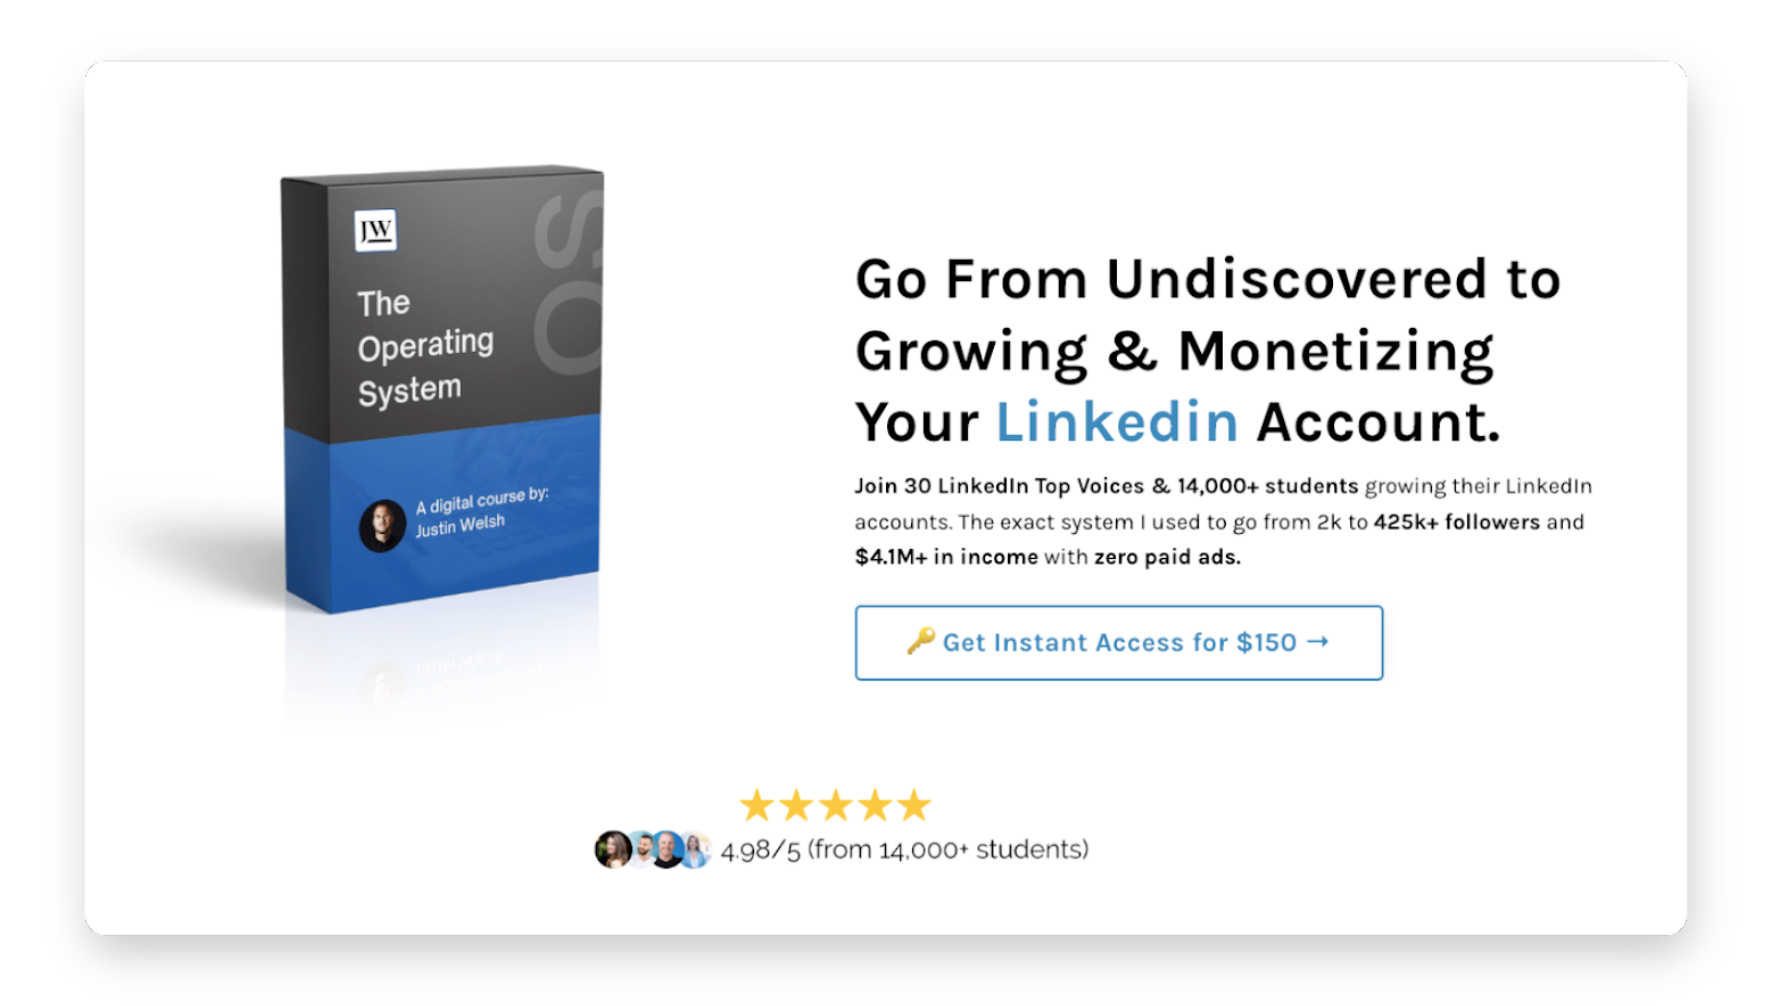 JW
OS
The
Operating
System
A digital course by:
Justin Welsh
Go From Undiscovered to
Growing & Monetizing
Your Linkedin Account.
Join 30 LinkedIn Top Voices & 14,000+ students growing their LinkedIn
accounts. The exact system I used to go from 2k to 425k+ followers and
$4.1M+ in income with zero paid ads.
🔑 Get Instant Access for $150 →
4.98/5 (from 14,000+ students)